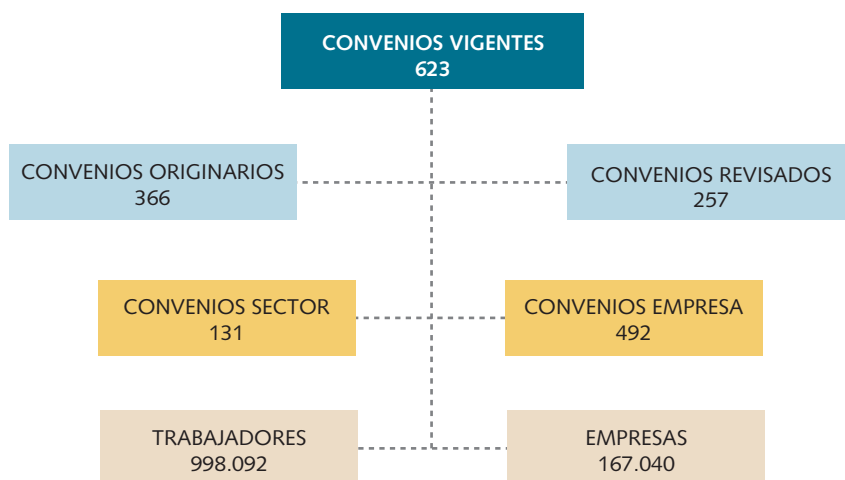 CONVENIOS VIGENTES
623
CONVENIOS ORIGINARIOS
366
CONVENIOS REVISADOS
257
CONVENIOS SECTOR
131
CONVENIOS EMPRESA
492
TRABAJADORES
998.092
EMPRESAS
167.040